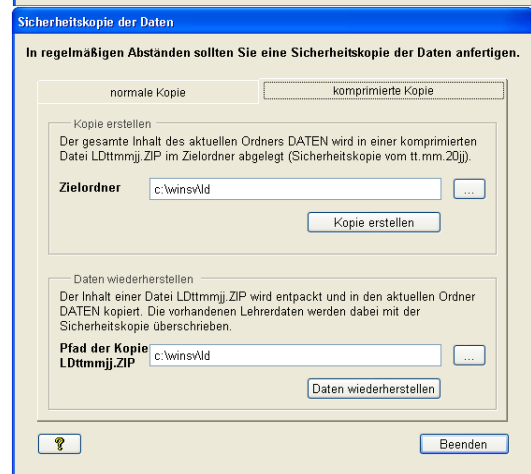 Sicherheitskopie der Daten
In regelmäßigen Abständen sollten Sie eine Sicherheitskopie der Daten anfertigen.
normale Kopie
komprimierte Kopie
Kopie erstellen
Der gesamte Inhalt des aktuellen Ordners DATEN wird in einer komprimierten
Datei LDttmmjj.ZIP im Zielordner abgelegt (Sicherheitskopie vom tt.mm.20jj).
Zielordner
c:\winsv\ld
...
Kopie erstellen
Daten wiederherstellen
Der Inhalt einer Datei LDttmmjj.ZIP wird entpackt und in den aktuellen Ordner
DATEN kopiert. Die vorhandenen Lehrerdaten werden dabei mit der
Sicherheitskopie überschrieben.
Pfad der Kopie
LDttmmjj.ZIP
c:\winsv\ld
...
Daten wiederherstellen
?
Beenden